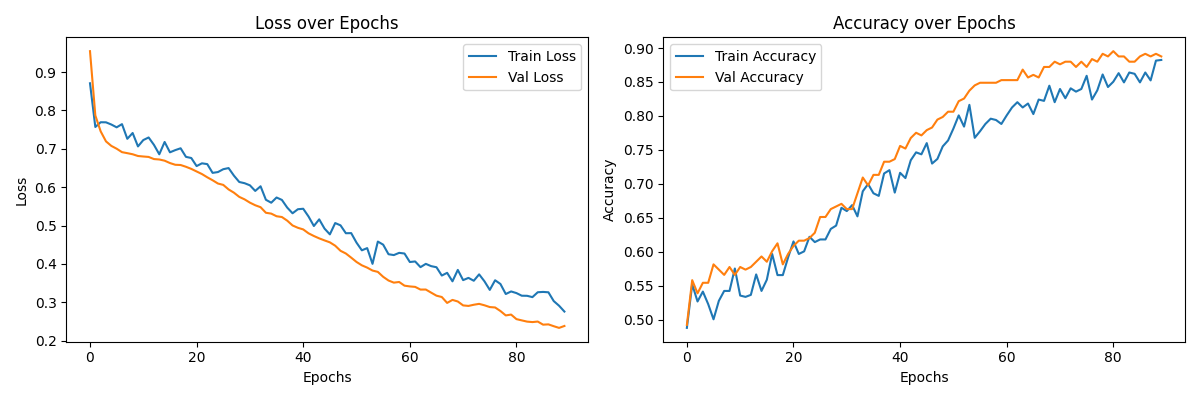 Loss over Epochs
Train Loss
Val Loss
0.9
0.8
0.7
0.6
0.5
0.4
0.3
0.2
Loss
0
20
40
60
80
Epochs
Accuracy over Epochs
Train Accuracy
Val Accuracy
0.90
0.85
0.80
0.75
0.70
0.65
0.60
0.55
0.50
Accuracy
0
20
40
60
80
Epochs